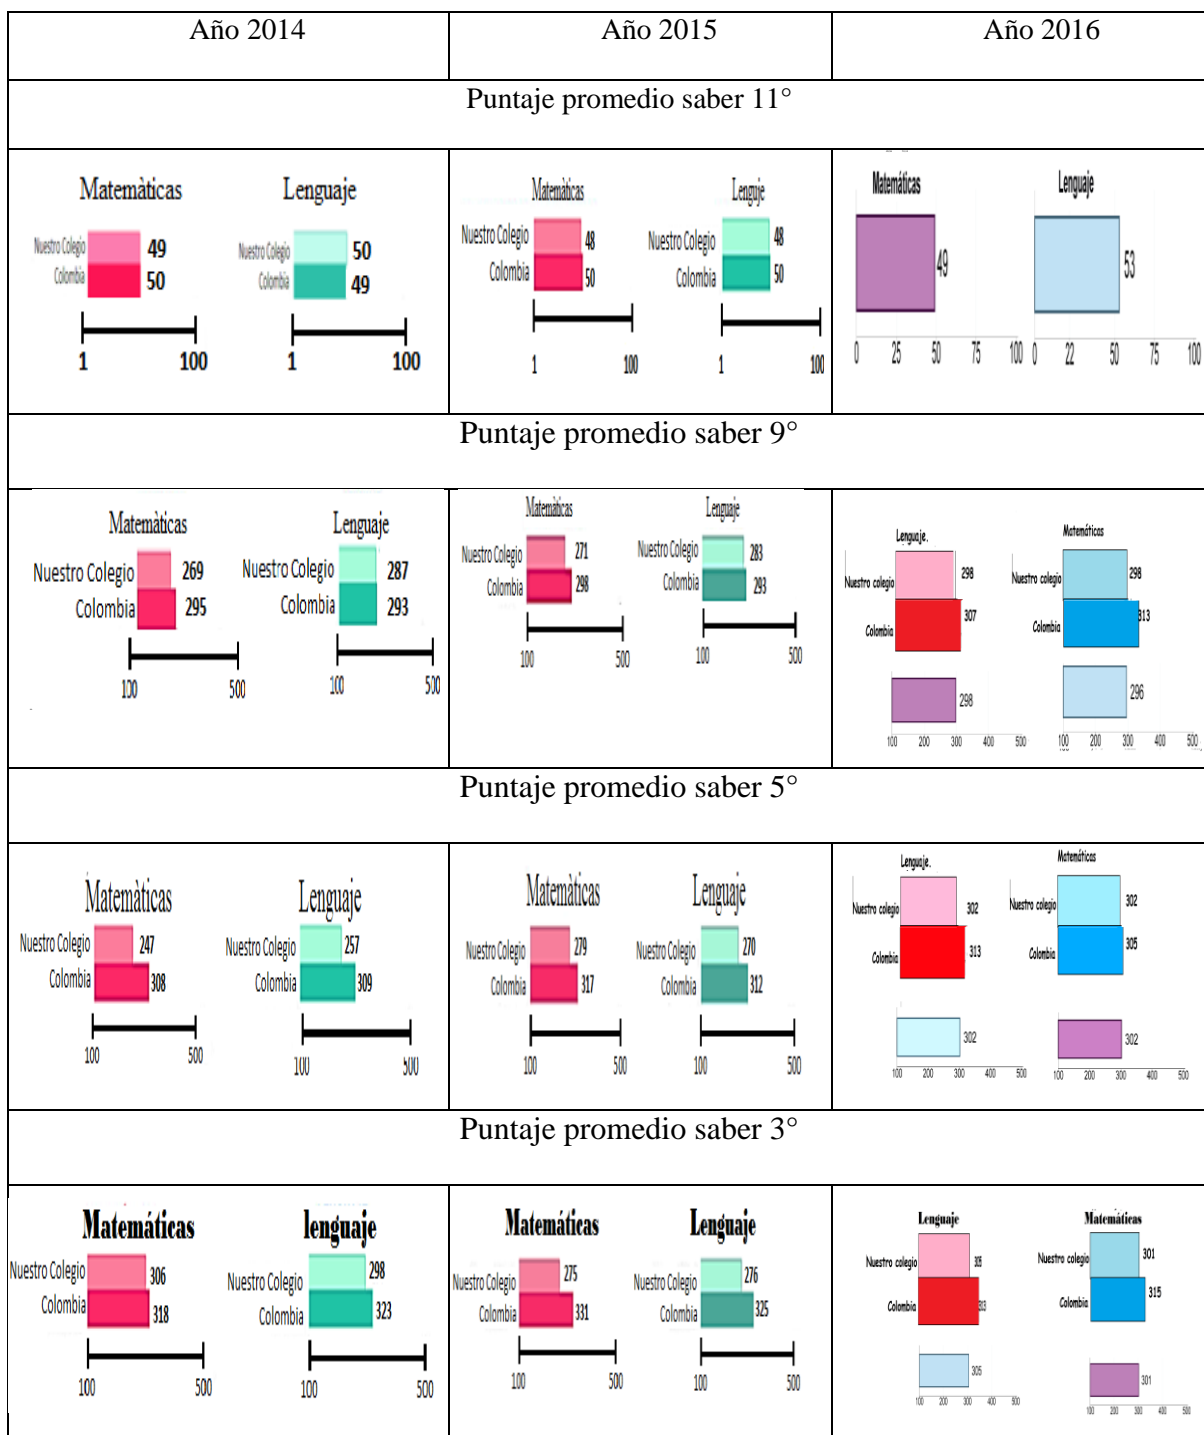 Año 2014 Año 2015 Año 2016
Puntaje promedio saber 11°
Matemàticas
Nuestro Colegio 49
Colombia 50
1 100
Lenguaje
Nuestro Colegio 50
Colombia 49
1 100
Matemàticas
Nuestro Colegio 48
Colombia 50
1 100
Lenguje
Nuestro Colegio 48
Colombia 50
1 100
Matemáticas
49
0 25 50 75 100
Lenguaje
53
0 22 50 75 100
Puntaje promedio saber 9°
Matemàticas
Nuestro Colegio 269
Colombia 295
100 500
Lenguaje
Nuestro Colegio 287
Colombia 293
100 500
Matemàticas
Nuestro Colegio 271
Colombia 298
100 500
Lenguaje
Nuestro Colegio 283
Colombia 293
100 500
Lenguaje.
Nuestro colegio 298
Colombia 307
298
100 200 300 400 500
Matemáticas
Nuestro colegio 298
Colombia 313
296
100 200 300 400 500
Puntaje promedio saber 5°
Matemàticas
Nuestro Colegio 247
Colombia 308
100 500
Lenguaje
Nuestro Colegio 257
Colombia 309
100 500
Matemàticas
Nuestro Colegio 279
Colombia 317
100 500
Lenguaje
Nuestro Colegio 270
Colombia 312
100 500
Lenguaje.
Nuestro colegio 302
Colombia 313
302
100 200 300 400 500
Matemáticas
Nuestro colegio 302
Colombia 305
302
100 200 300 400 500
Puntaje promedio saber 3°
Matemáticas
Nuestro Colegio 306
Colombia 318
100 500
lenguaje
Nuestro Colegio 298
Colombia 323
100 500
Matemáticas
Nuestro Colegio 275
Colombia 331
100 500
Lenguaje
Nuestro Colegio 276
Colombia 325
100 500
Lenguaje
Nuestro colegio
Colombia
305
100 200 300 400 500
Matemáticas
Nuestro colegio 301
Colombia 315
301
100 200 300 400 500